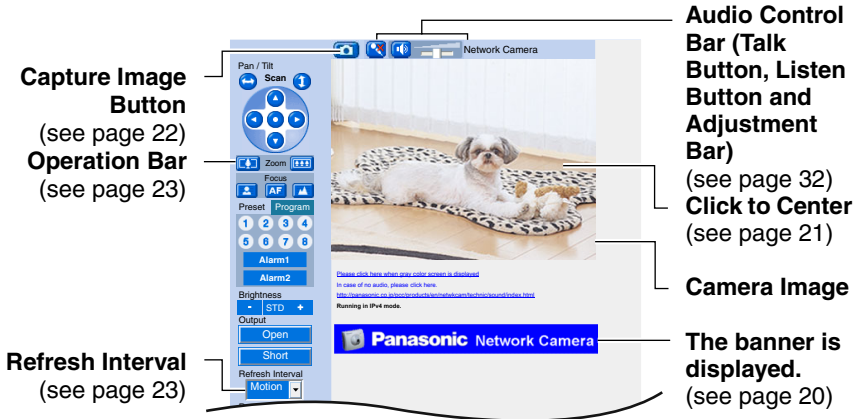 Capture Image
Button
(see page 22)
Operation Bar
(see page 23)
Refresh Interval
(see page 23)
Network Camera
Pan / Tilt
Scan
Zoom
Focus
AF
Preset Program
1 2 3 4
5 6 7 8
Alarm1
Alarm2
Brightness
- STD +
Output
Open
Short
Refresh Interval
Motion
Please click here when gray color screen is displayed
In case of no audio, please click here.
http://panasonic.co.jp/pcc/products/en/netwkcam/technic/sound/index.html
Running in IPv4 mode.
Panasonic Network Camera
Audio Control
Bar (Talk
Button, Listen
Button and
Adjustment
Bar)
(see page 32)
Click to Center
(see page 21)
Camera Image
The banner is
displayed.
(see page 20)